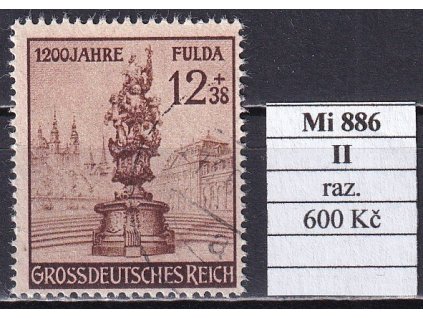 1200 JAHRE FULDA
12+38
GROSSDEUTSCHES REICH
Mi 886
II
raz.
600 Kč